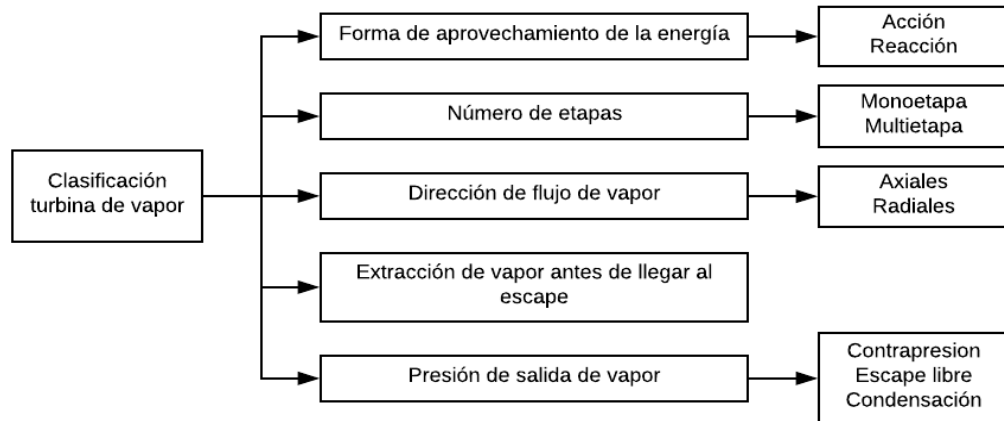 Clasificación
turbina de vapor
Forma de aprovechamiento de la energía
Acción
Reacción
Número de etapas
Monoetapa
Multietapa
Dirección de flujo de vapor
Axiales
Radiales
Extracción de vapor antes de llegar al
escape
Presión de salida de vapor
Contrapresion
Escape libre
Condensación